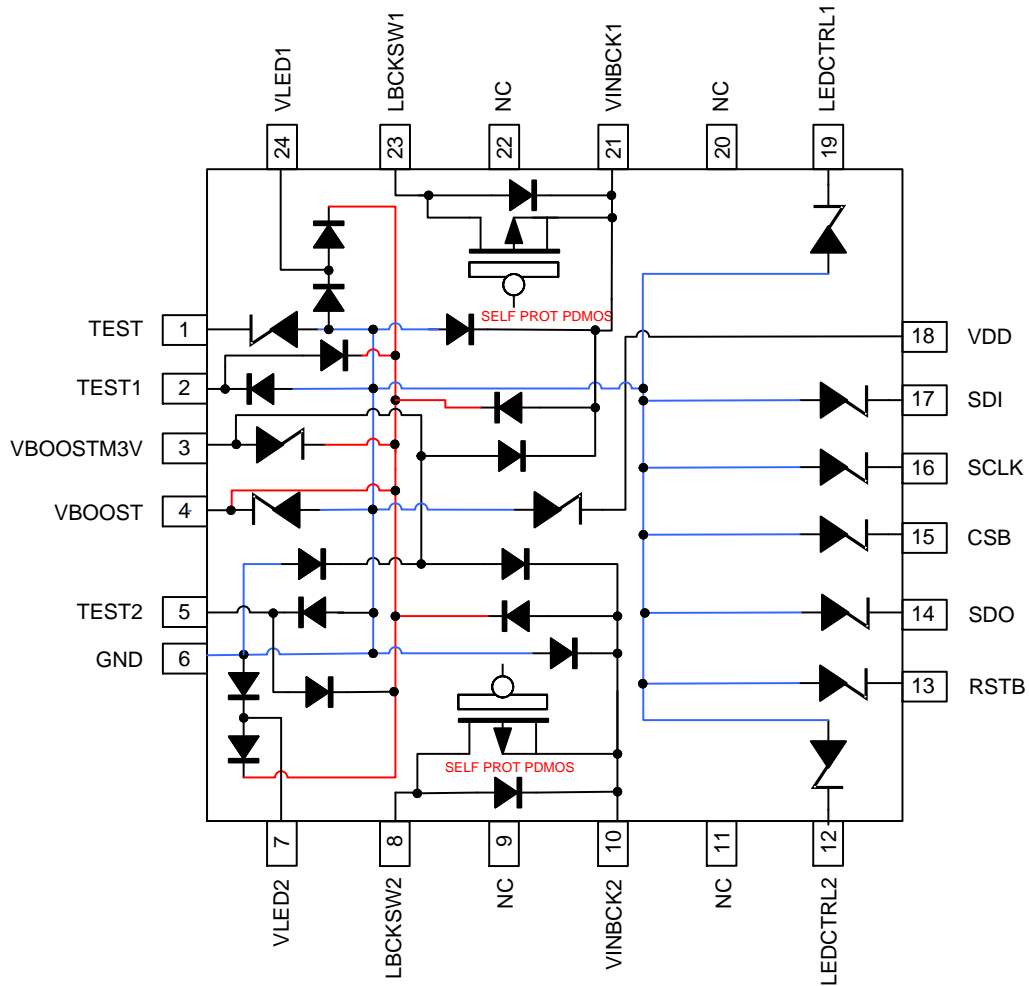 VLED1
LBCKSW1
NC
VINBCK1
NC
LEDCTRL1
24
23
22
21
20
19
SELF PROT PDMOS
TEST
1
18
VDD
TEST1
2
17
SDI
VBOOSTM3V
3
16
SCLK
VBOOST
4
15
CSB
TEST2
5
14
SDO
GND
6
13
RSTB
SELF PROT PDMOS
7
8
9
10
11
12
VLED2
LBCKSW2
NC
VINBCK2
NC
LEDCTRL2